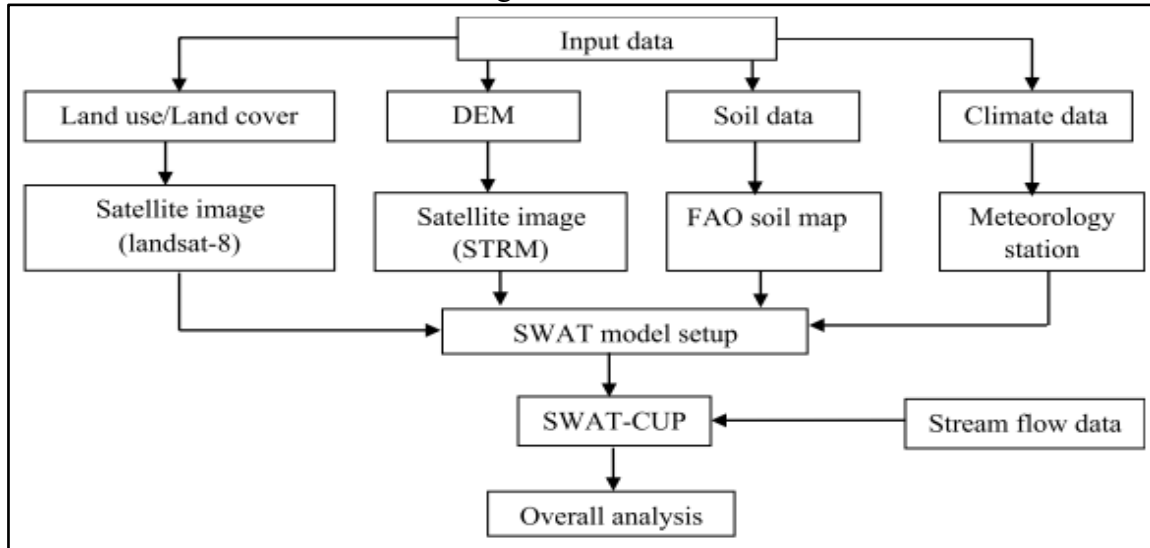 Input data
Land use/Land cover
DEM
Soil data
Climate data
Satellite image
(landsat-8)
Satellite image
(STRM)
FAO soil map
Meteorology
station
SWAT model setup
SWAT-CUP
Stream flow data
Overall analysis